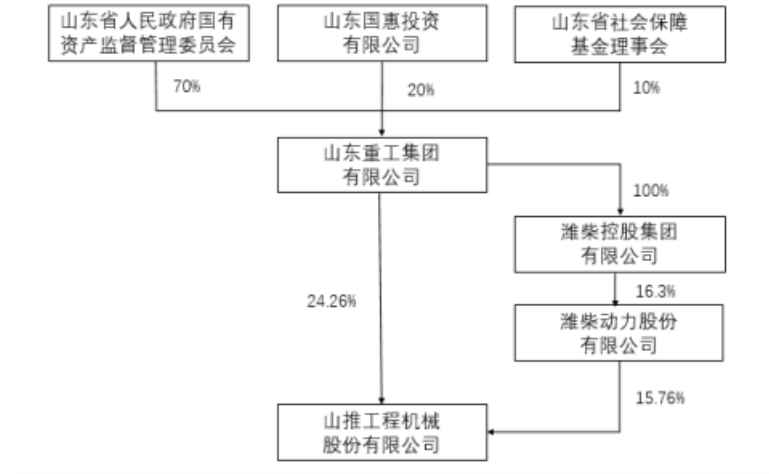 山东省人民政府国有
资产监督管理委员会
山东国惠投资
有限公司
山东省社会保障
基金理事会
70%
20%
10%
山东重工集团
有限公司
100%
潍柴控股集团
有限公司
24.26%
16.3%
潍柴动力股份
有限公司
15.76%
山推工程机械
股份有限公司